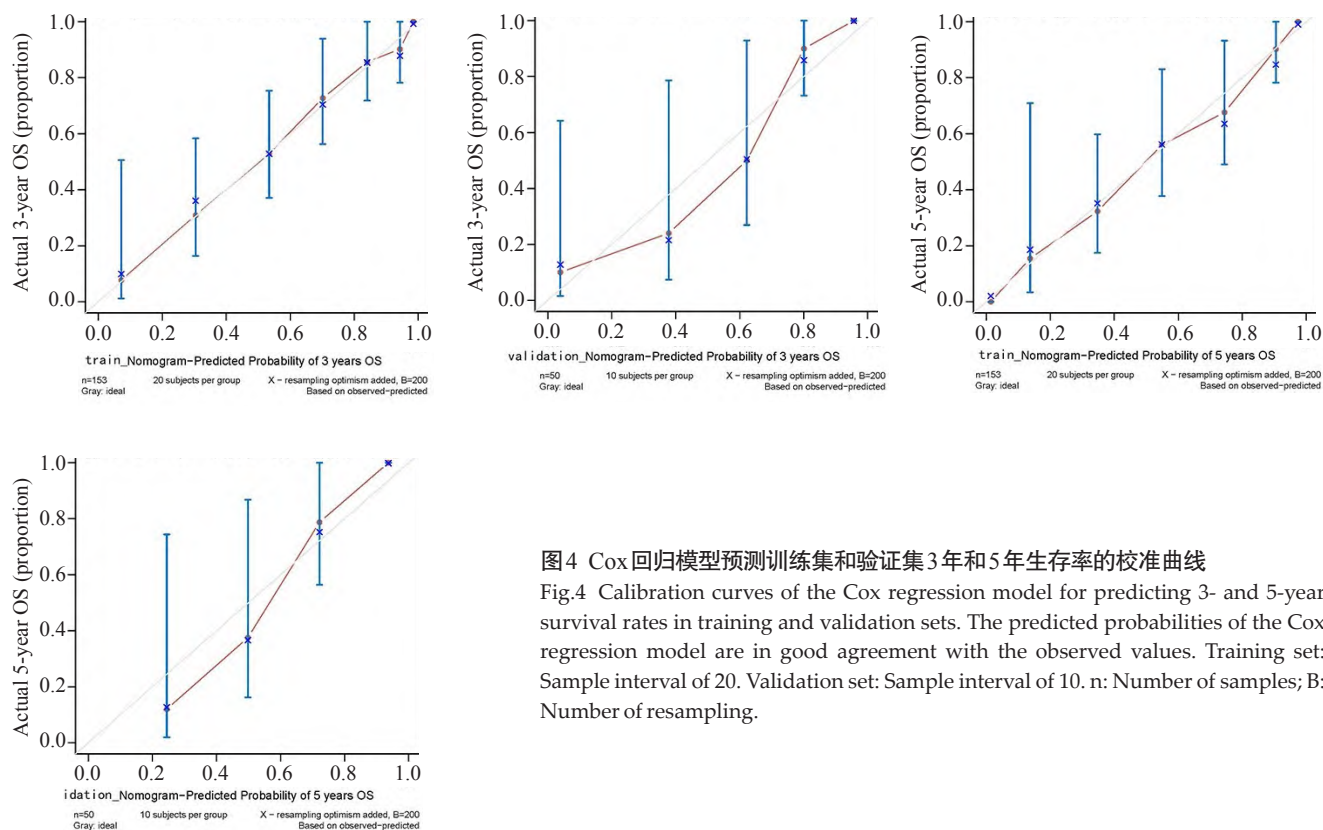 Actual 3-year OS (proportion)
1.0
0.8
0.6
0.4
0.2
0.0
0.0 0.2 0.4 0.6 0.8 1.0
train_Nomogram-Predicted Probability of 3 years OS
n=153 20 subjects per group X - resampling optimism added, B=200
Gray: ideal Based on observed-predicted
Actual 3-year OS (proportion)
1.0
0.8
0.6
0.4
0.2
0.0
0.0 0.2 0.4 0.6 0.8 1.0
validation_Nomogram-Predicted Probability of 3 years OS
n=50 10 subjects per group X - resampling optimism added, B=200
Gray: ideal Based on observed-predicted
Actual 5-year OS (proportion)
1.0
0.8
0.6
0.4
0.2
0.0
0.0 0.2 0.4 0.6 0.8 1.0
train_Nomogram-Predicted Probability of 5 years OS
n=153 20 subjects per group X - resampling optimism added, B=200
Gray: ideal Based on observed-predicted
Actual 5-year OS (proportion)
1.0
0.8
0.6
0.4
0.2
0.0
0.0 0.2 0.4 0.6 0.8 1.0
idation_Nomogram-Predicted Probability of 5 years OS
n=50 10 subjects per group X - resampling optimism added, B=200
Gray: ideal Based on observed-predicted
图4 Cox回归模型预测训练集和验证集3年和5年生存率的校准曲线
Fig.4 Calibration curves of the Cox regression model for predicting 3- and 5-year
survival rates in training and validation sets. The predicted probabilities of the Cox
regression model are in good agreement with the observed values. Training set:
Sample interval of 20. Validation set: Sample interval of 10. n: Number of samples; B:
Number of resampling.